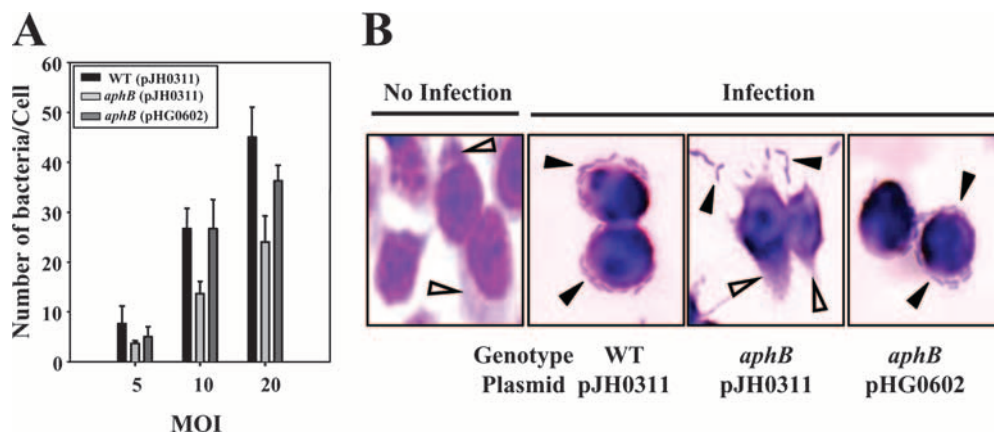 A
60
50
40
30
20
10
0
Number of bacteria/Cell
WT (pJH0311)
aphB (pJH0311)
aphB (pHG0602)
5 10 20
MOI
B
No Infection Infection
Genotype WT aphB aphB
Plasmid pJH0311 pJH0311 pHG0602